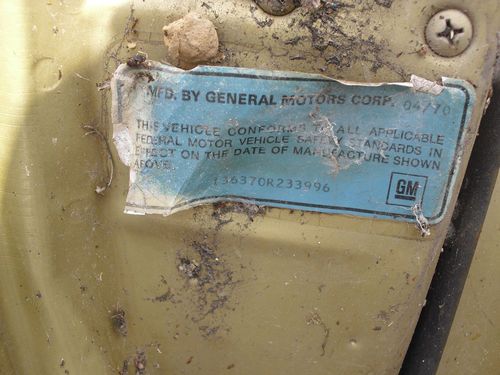 MFD. BY GENERAL MOTORS CORP. 04/70
THIS VEHICLE CONFORMS TO ALL APPLICABLE
FEDERAL MOTOR VEHICLE SAFETY STANDARDS IN
EFFECT ON THE DATE OF MANUFACTURE SHOWN
ABOVE.
136370R233996
GM